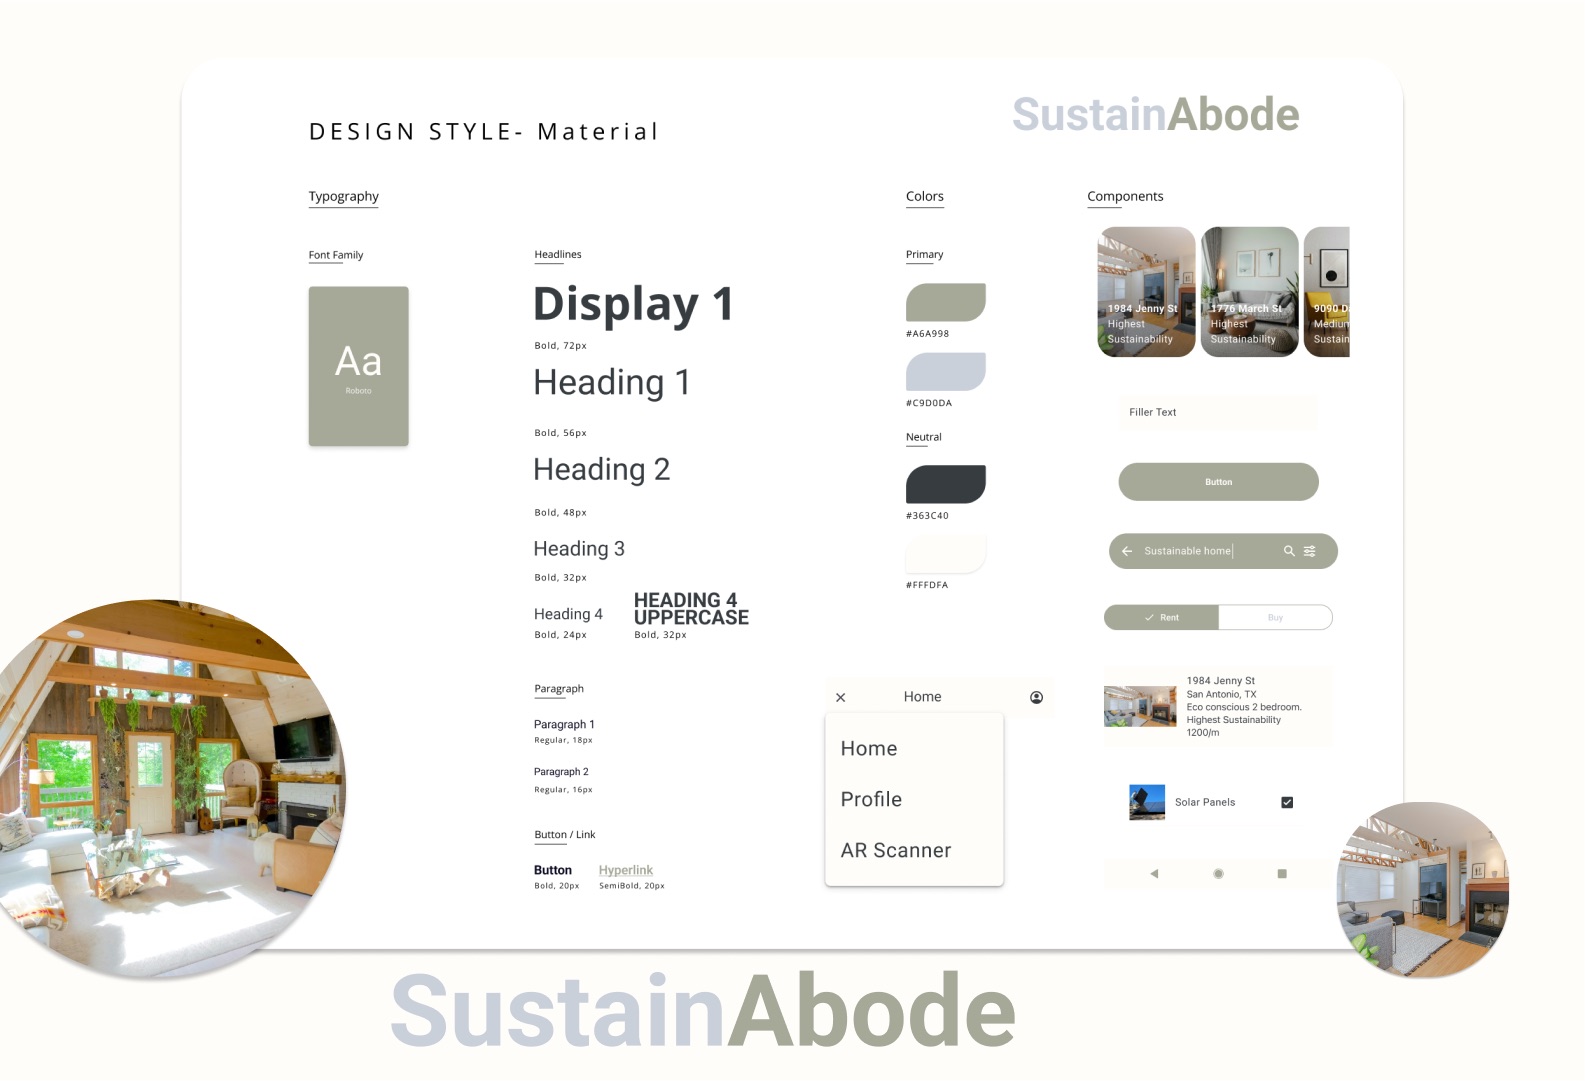 DESIGN STYLE- Material
SustainAbode
Typography
Font Family
Aa
Roboto
Headlines
Display 1
Bold, 72px
Heading 1
Bold, 56px
Heading 2
Bold, 48px
Heading 3
Bold, 32px
Heading 4
Bold, 24px
HEADING 4
UPPERCASE
Bold, 32px
Paragraph
Paragraph 1
Regular, 18px
Paragraph 2
Regular, 16px
Button / Link
Button
Bold, 20px
Hyperlink
SemiBold, 20px
Colors
Primary
#A6A998
#C9D0DA
Neutral
#363C40
#FFFDFA
Home
Home
Profile
AR Scanner
Components
1984 Jenny St
Highest
Sustainability
1776 March St
Highest
Sustainability
9090 D
Medium
Sustain
Filler Text
Button
Sustainable home
Rent
Buy
1984 Jenny St
San Antonio, TX
Eco conscious 2 bedroom.
Highest Sustainability
1200/m
Solar Panels
SustainAbode